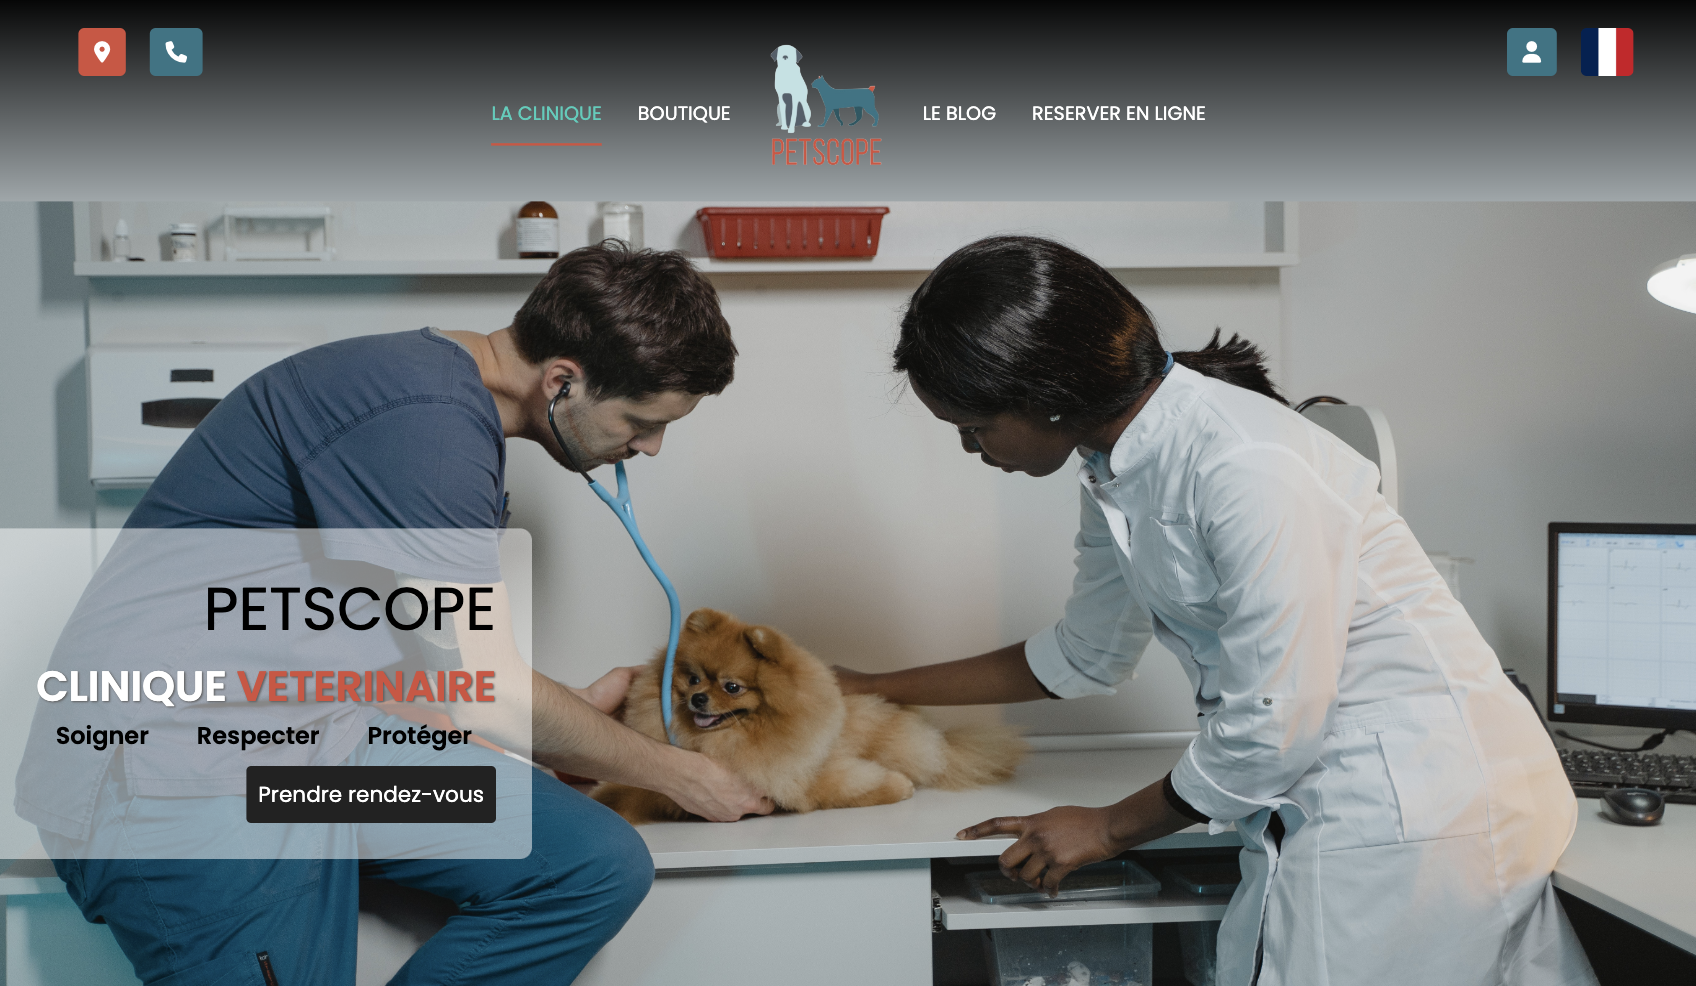 LA CLINIQUE
BOUTIQUE
PETSCOPE
LE BLOG
RESERVER EN LIGNE
PETSCOPE
CLINIQUE VETERINAIRE
Soigner Respecter Protéger
Prendre rendez-vous